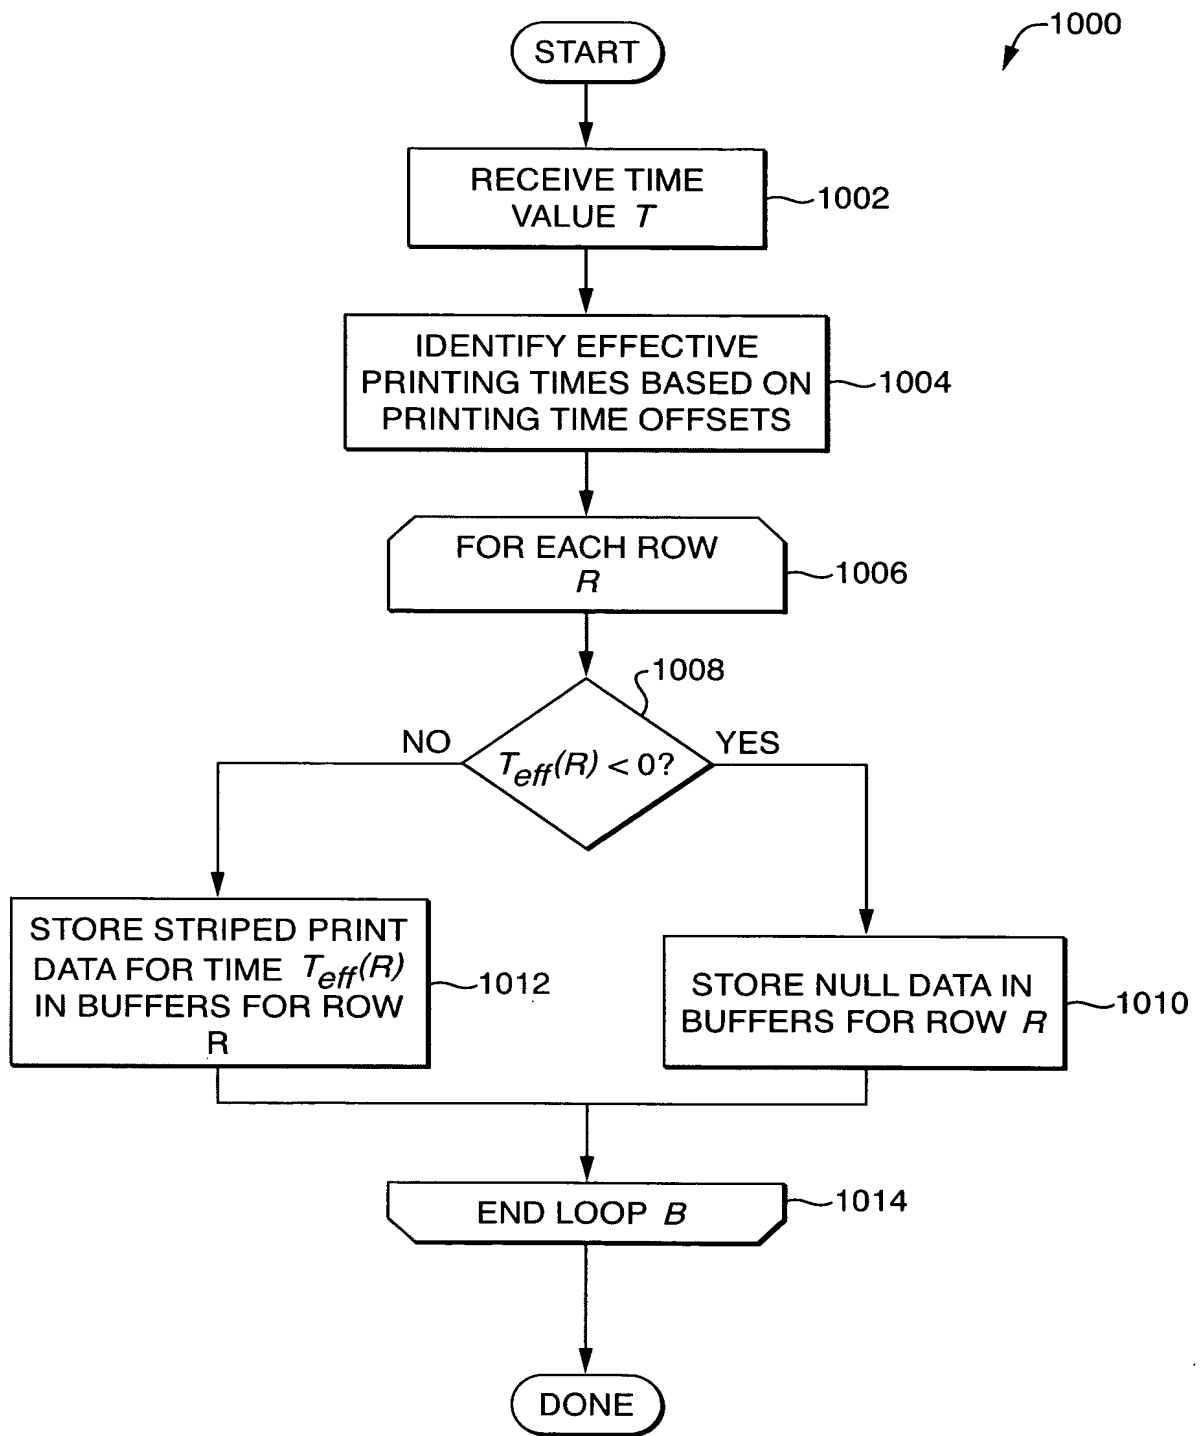 1000
START
RECEIVE TIME
VALUE T
1002
IDENTIFY EFFECTIVE
PRINTING TIMES BASED ON
PRINTING TIME OFFSETS
1004
FOR EACH ROW
R
1006
1008
NO
T_eff(R) < 0?
YES
STORE STRIPED PRINT
DATA FOR TIME T_eff(R)
IN BUFFERS FOR ROW
R
1012
STORE NULL DATA IN
BUFFERS FOR ROW R
1010
END LOOP B
1014
DONE